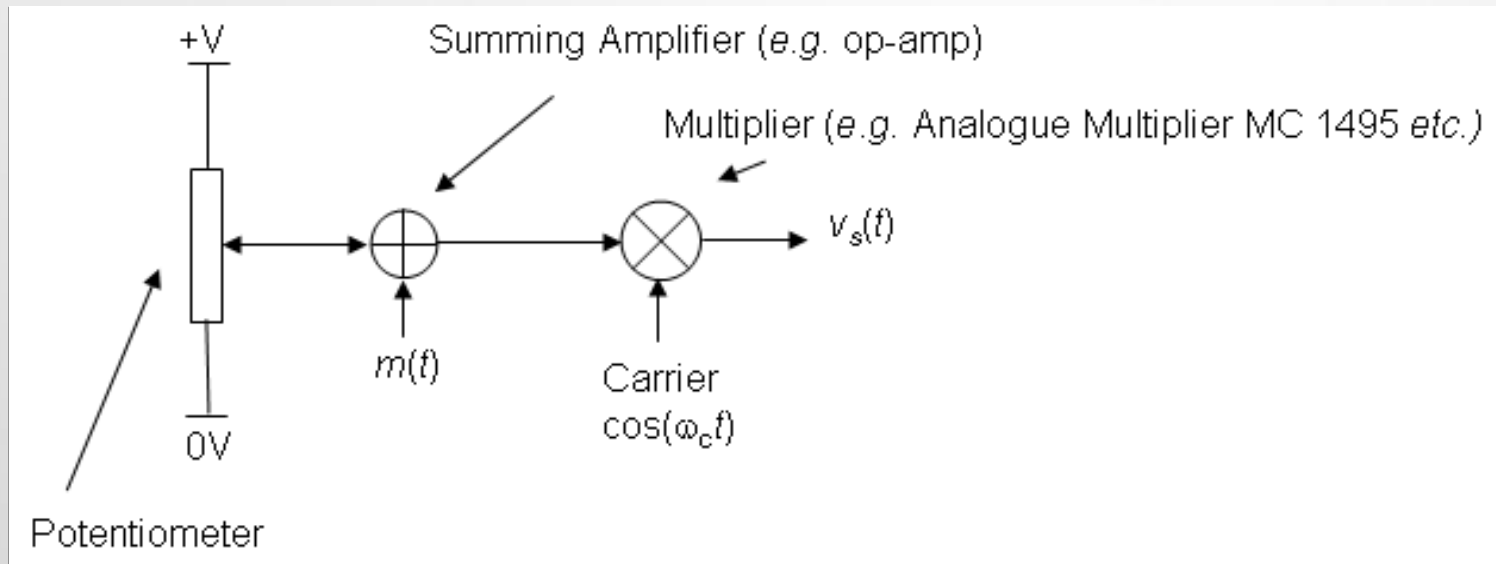 +V
Summing Amplifier (e.g. op-amp)
Multiplier (e.g. Analogue Multiplier MC 1495 etc.)
vs(t)
m(t)
Carrier
cos(ωct)
0V
Potentiometer